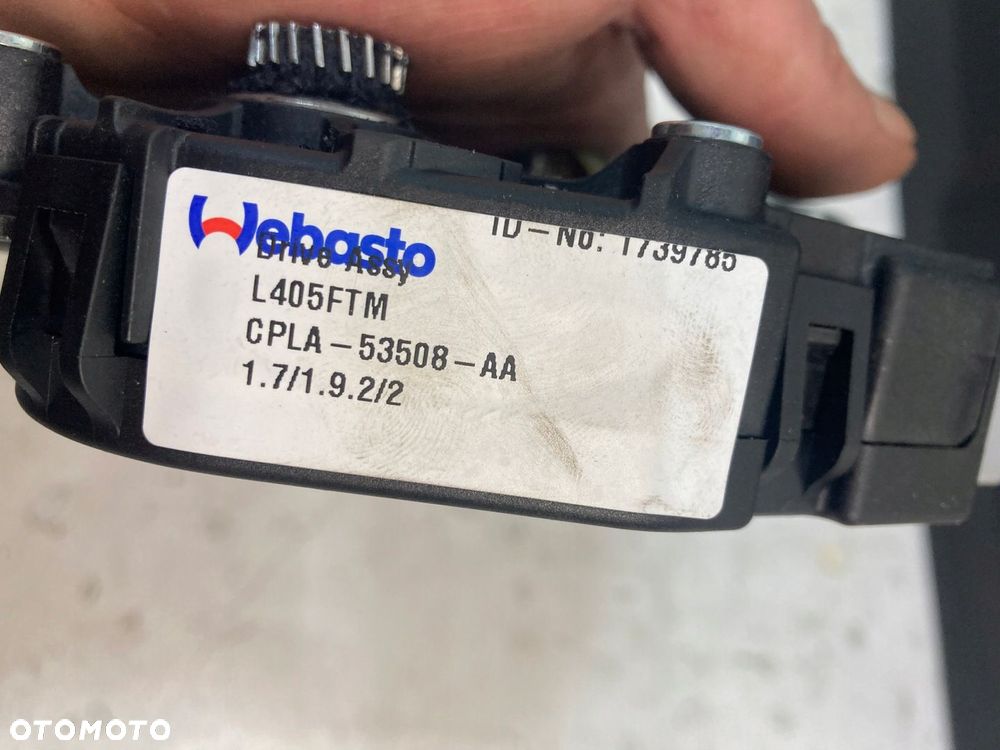 Webasto
ID-No: 1739785
Drive Assy
L405FTM
CPLA-53508-AA
1.7/1.9.2/2
OTOMOTO